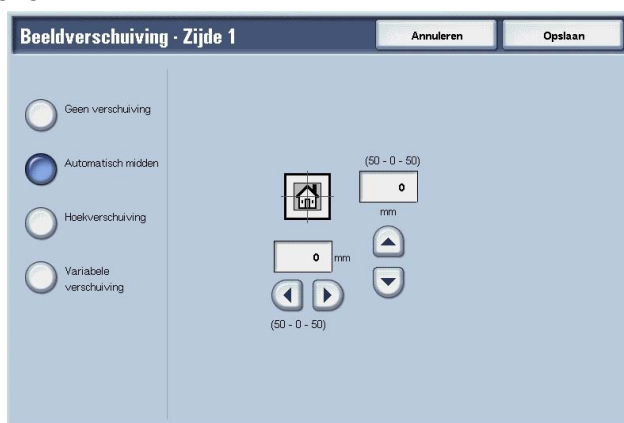 Beeldverschuiving · Zijde 1
Annuleren
Opslaan
Geen verschuiving
Automatisch midden
Hoekverschuiving
Variabele
verschuiving
(50 - 0 - 50)
0
mm
0 mm
(50 - 0 - 50)